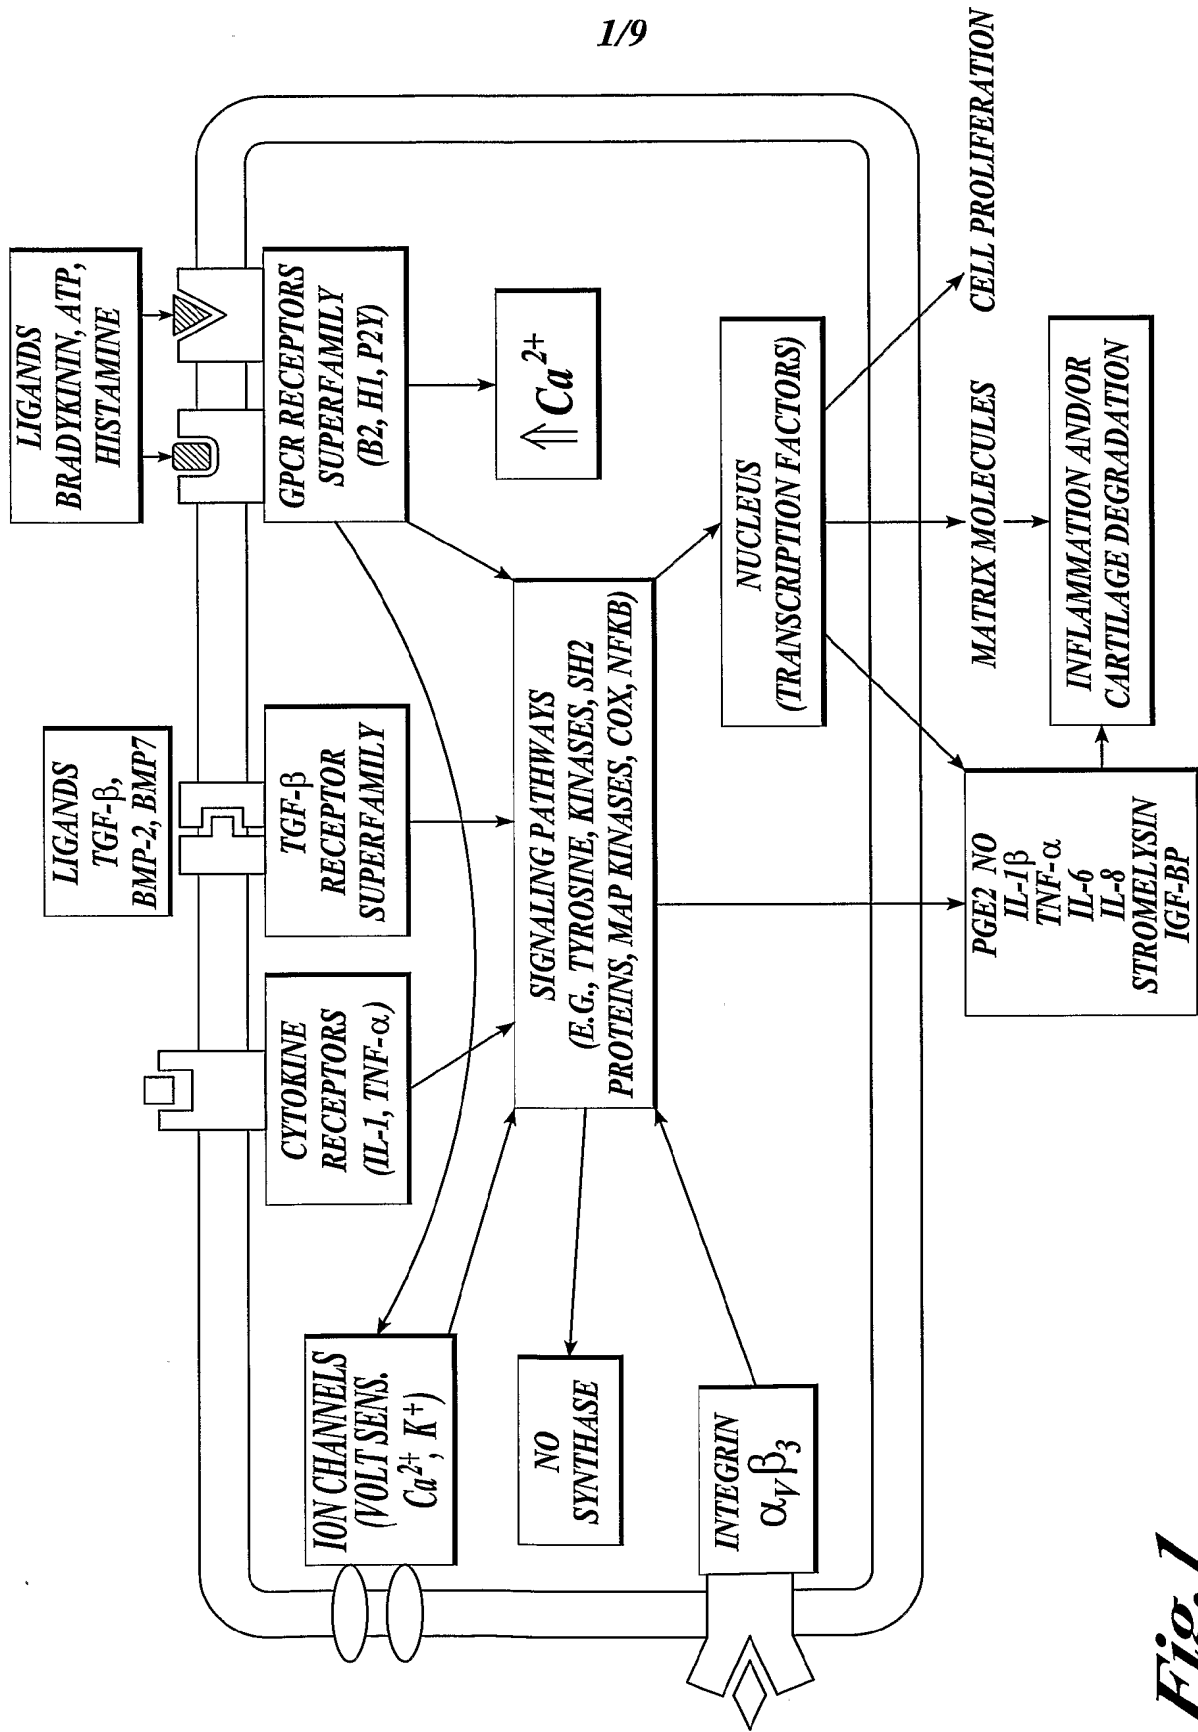 1/9
LIGANDS
BRADYKININ, ATP,
HISTAMINE
LIGANDS
TGF-β,
BMP-2, BMP7
GPCR RECEPTORS
SUPERFAMILY
(B2, H1, P2Y)
TGF-β
RECEPTOR
SUPERFAMILY
CYTOKINE
RECEPTORS
(IL-1, TNF-α)
ION CHANNELS
(VOLT SENS.
Ca²⁺, K⁺)
⇑ Ca²⁺
SIGNALING PATHWAYS
(E.G., TYROSINE, KINASES, SH2
PROTEINS, MAP KINASES, COX, NFKB)
NO
SYNTHASE
NUCLEUS
(TRANSCRIPTION FACTORS)
INTEGRIN
αVβ3
CELL PROLIFERATION
MATRIX MOLECULES
PGE2 NO
IL-1β
TNF-α
IL-6
IL-8
STROMELYSIN
IGF-BP
INFLAMMATION AND/OR
CARTILAGE DEGRADATION
Fig. 1